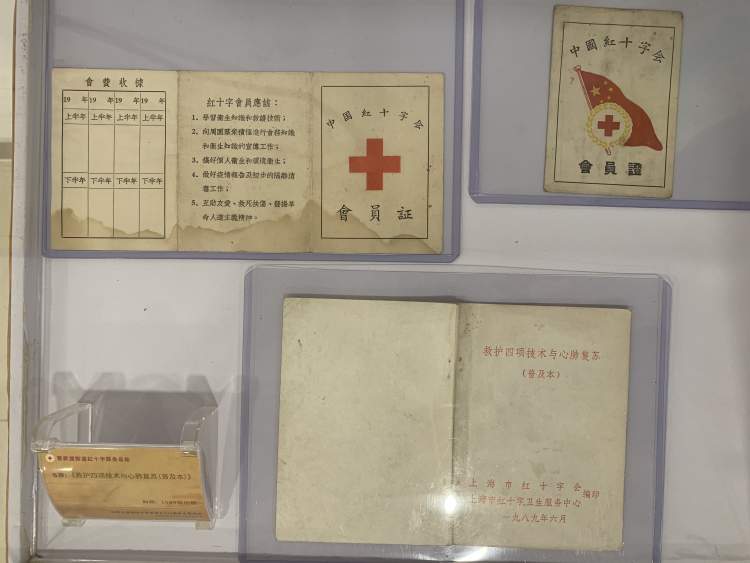 會費收據
19 年 19 年 19 年 19 年
上半年 上半年 上半年 上半年
下半年 下半年 下半年 下半年
紅十字會員應該：
1、學習衛生知識和救護技術；
2、向周圍羣衆積極進行會務知識
和衛生知識的宣傳工作；
3、搞好個人衛生和環境衛生；
4、做好疫情報告及初步的隔離消
毒工作；
5、互助友愛、救死扶傷、發揚革
命人道主義精神。
中国紅十字会
會員証
中國紅十字会
會員證
救护四项技术与心肺复苏
（普及本）
上海市红十字会
上海市红十字卫生服务中心
编印
一九八九年六月
《救护四项技术与心肺复苏（普及本）》